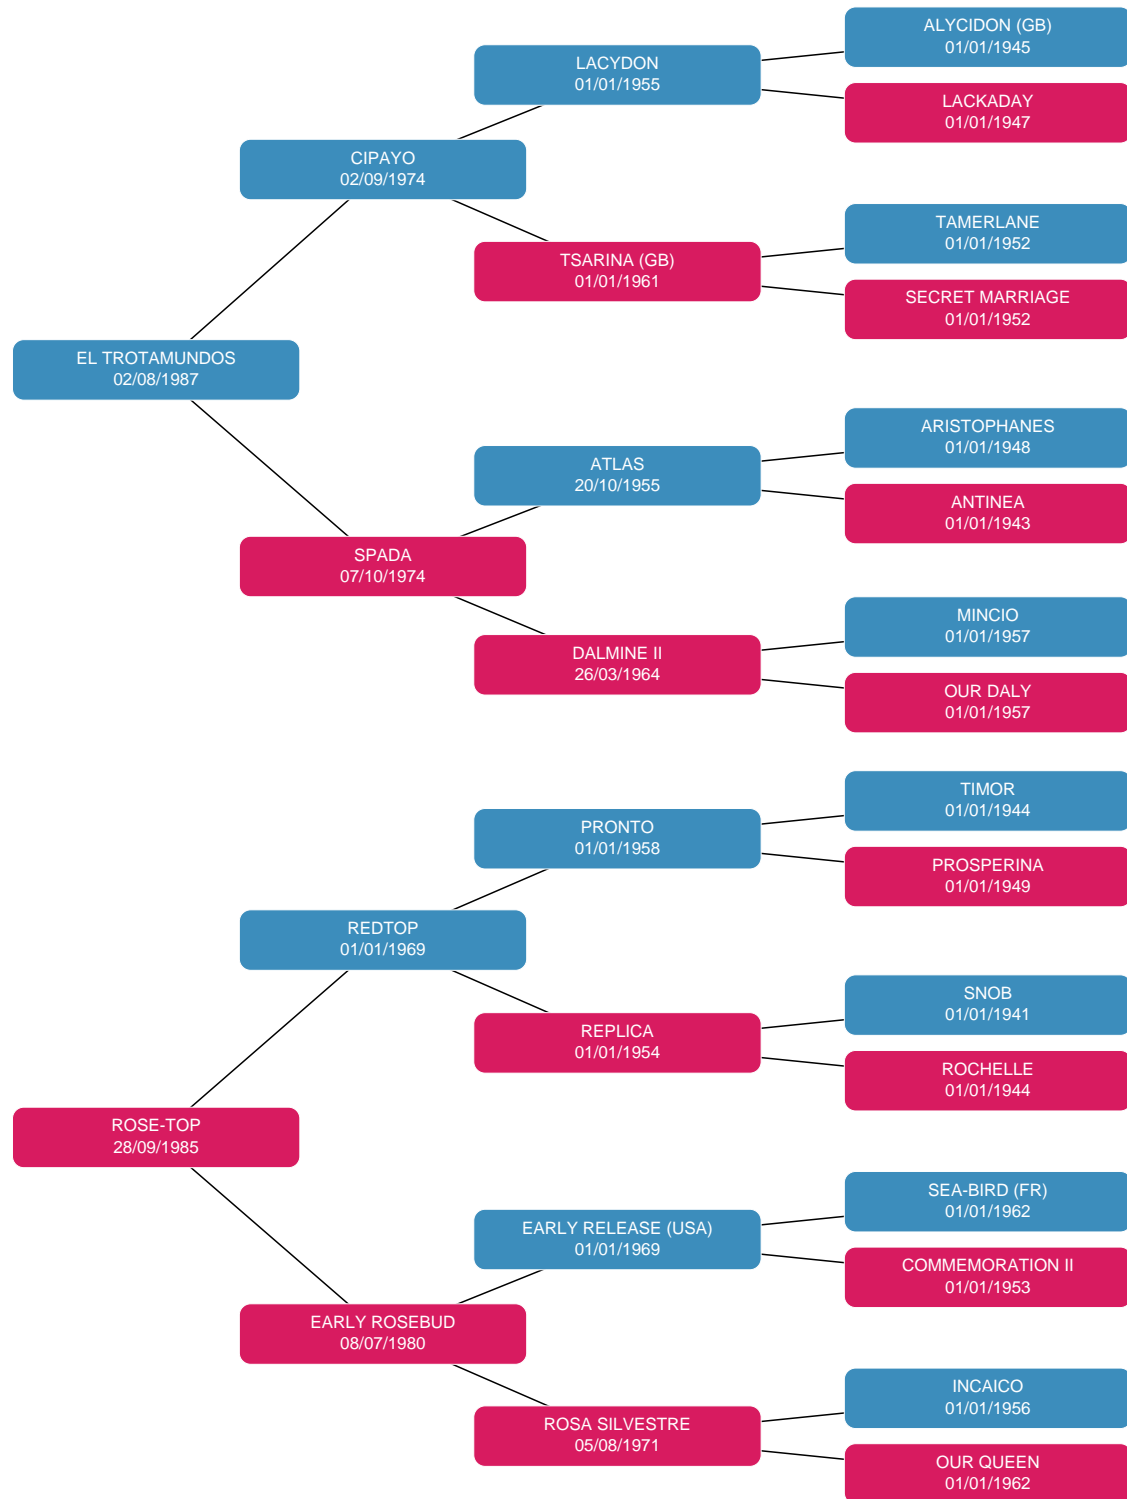 ALYCIDON (GB)
01/01/1945
LACYDON
01/01/1955
LACKADAY
01/01/1947
CIPAYO
02/09/1974
TAMERLANE
01/01/1952
TSARINA (GB)
01/01/1961
SECRET MARRIAGE
01/01/1952
EL TROTAMUNDOS
02/08/1987
ARISTOPHANES
01/01/1948
ATLAS
20/10/1955
ANTINEA
01/01/1943
SPADA
07/10/1974
MINCIO
01/01/1957
DALMINE II
26/03/1964
OUR DALY
01/01/1957
TIMOR
01/01/1944
PRONTO
01/01/1958
PROSPERINA
01/01/1949
REDTOP
01/01/1969
SNOB
01/01/1941
REPLICA
01/01/1954
ROCHELLE
01/01/1944
ROSE-TOP
28/09/1985
SEA-BIRD (FR)
01/01/1962
EARLY RELEASE (USA)
01/01/1969
COMMEMORATION II
01/01/1953
EARLY ROSEBUD
08/07/1980
INCAICO
01/01/1956
ROSA SILVESTRE
05/08/1971
OUR QUEEN
01/01/1962